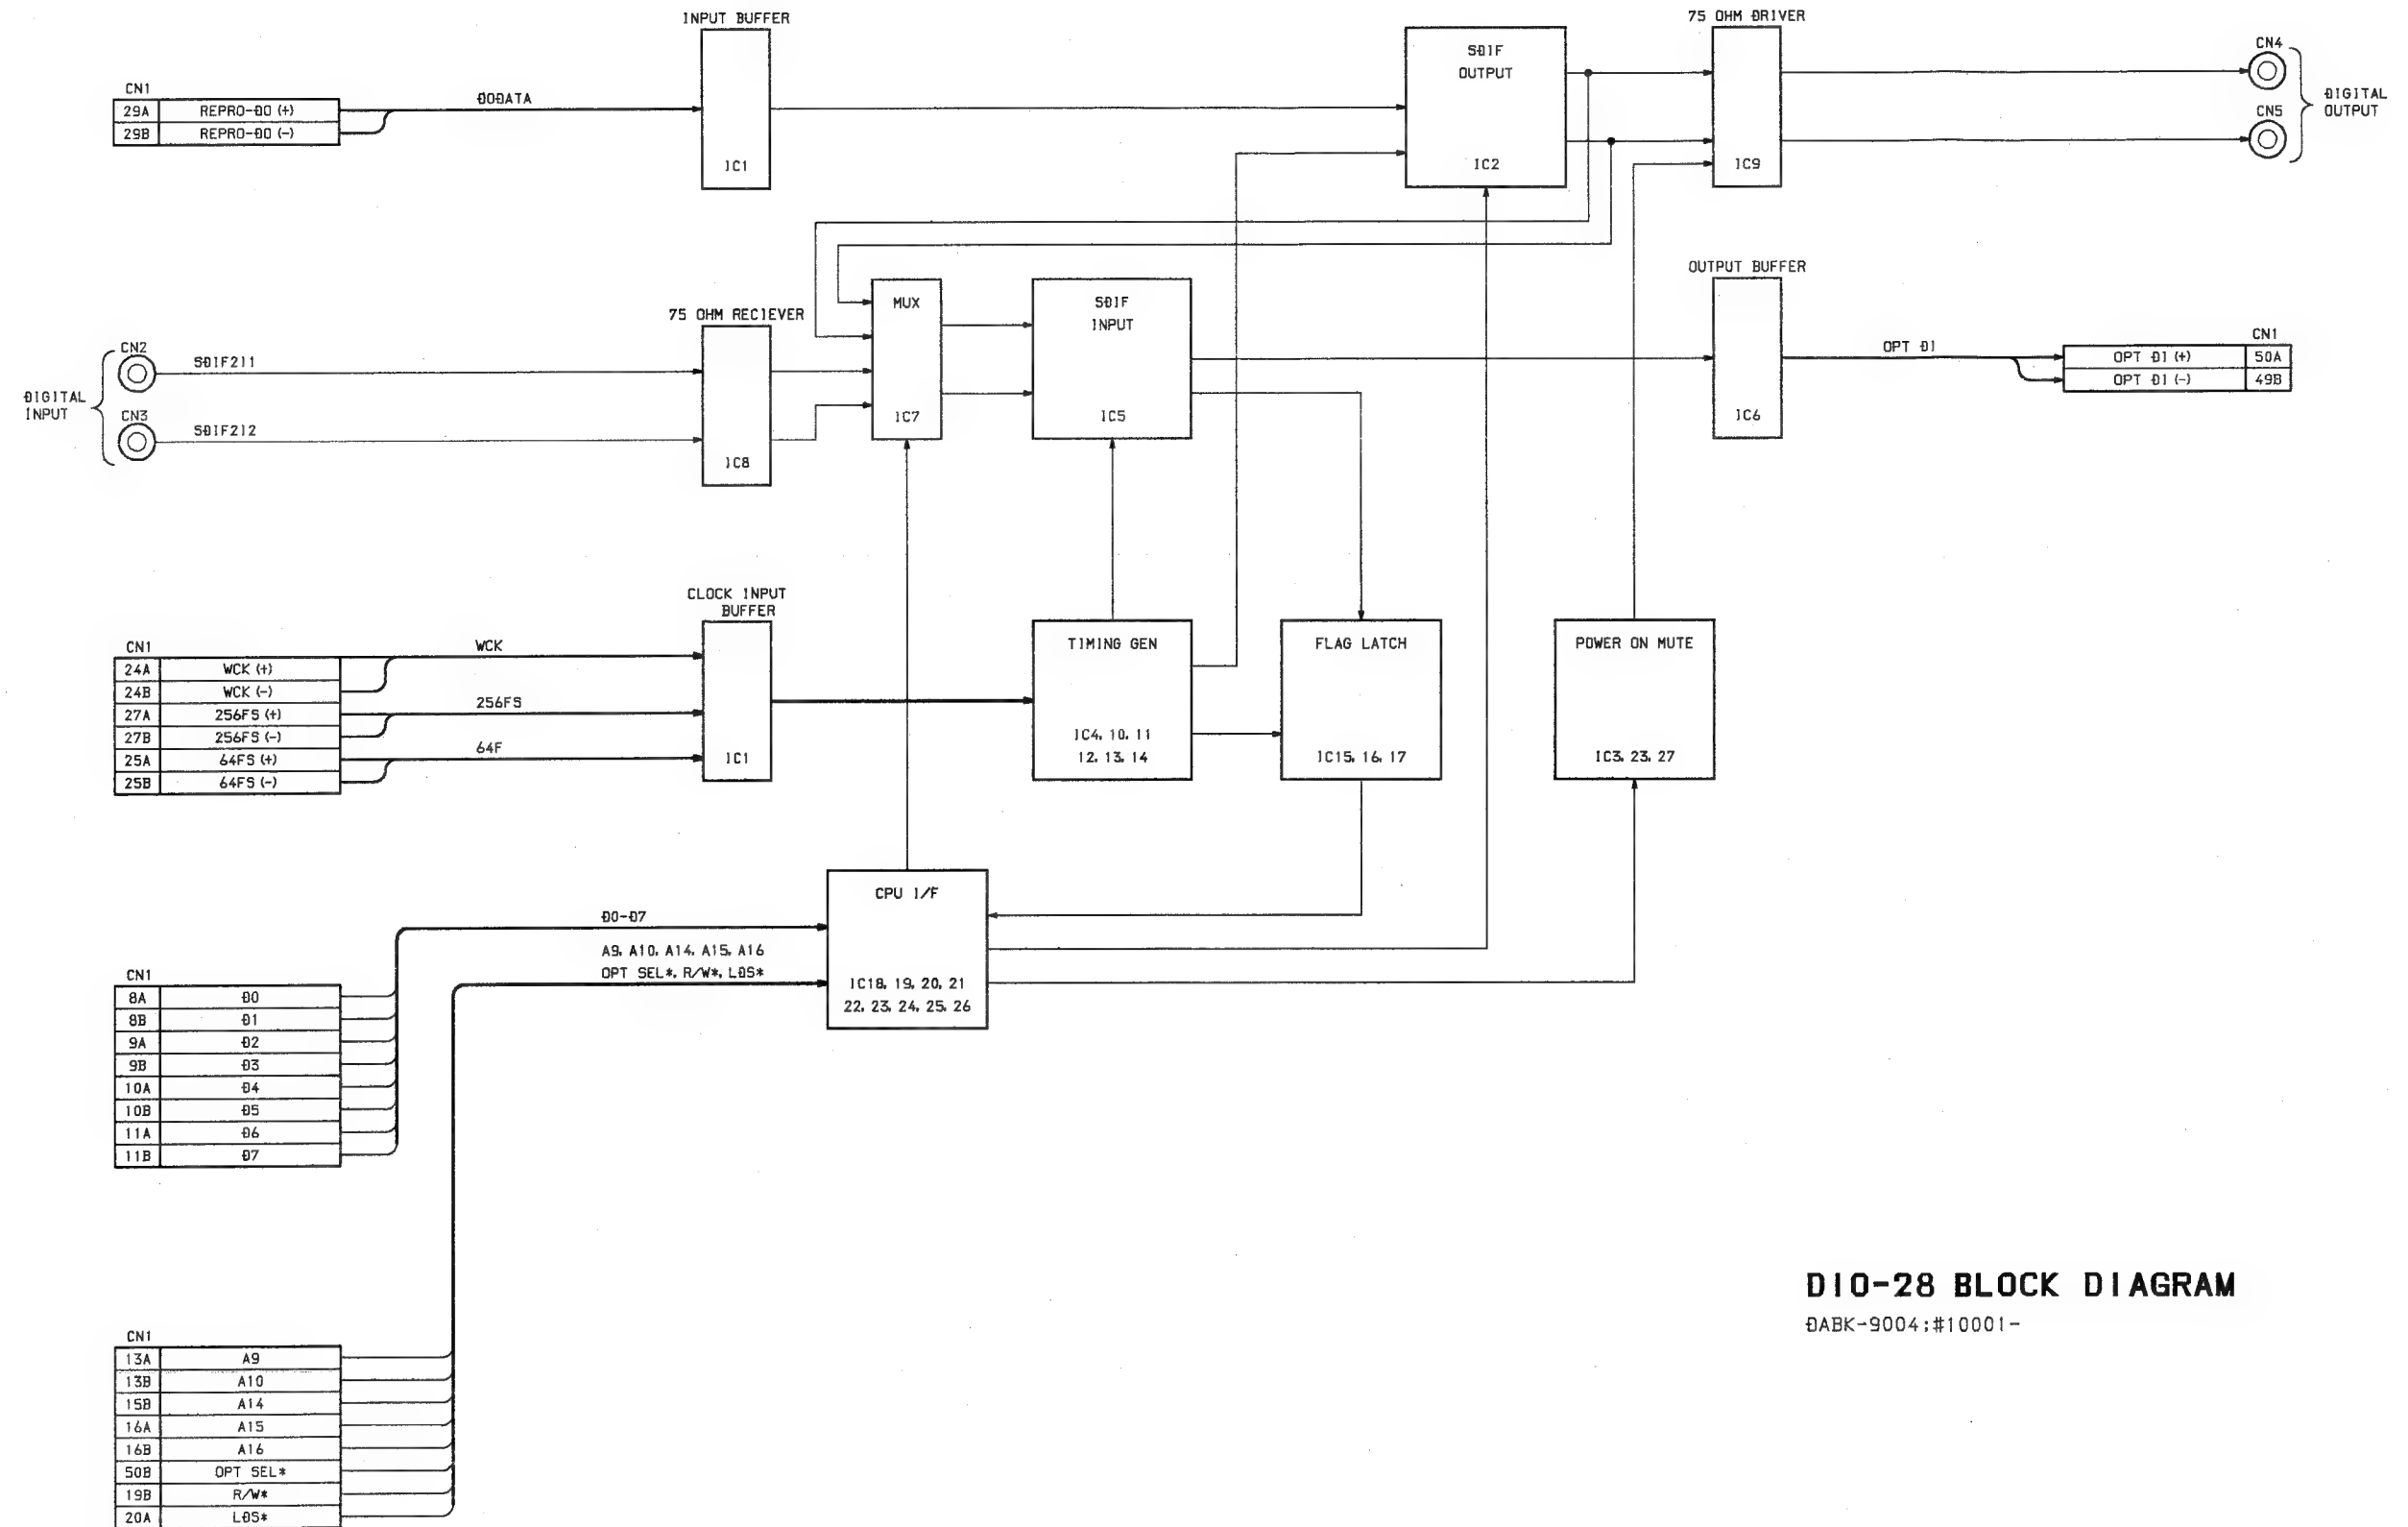 INPUT BUFFER
IC1
CN1
29A REPRO-D0 (+)
29B REPRO-D0 (-)
DODATA
SDIF
OUTPUT
IC2
75 OHM DRIVER
IC9
CN4
CN5
DIGITAL
OUTPUT
DIGITAL
INPUT
CN2
SDIF2I1
CN3
SDIF2I2
75 OHM RECIEVER
IC8
MUX
IC7
SDIF
INPUT
IC5
OUTPUT BUFFER
IC6
OPT DI
CN1
OPT DI (+) 50A
OPT DI (-) 49B
CN1
24A WCK (+)
24B WCK (-)
27A 256FS (+)
27B 256FS (-)
25A 64FS (+)
25B 64FS (-)
WCK
256FS
64F
CLOCK INPUT
BUFFER
IC1
TIMING GEN
IC4, 10, 11
12, 13, 14
FLAG LATCH
IC15, 16, 17
POWER ON MUTE
IC3, 23, 27
CPU I/F
IC18, 19, 20, 21
22, 23, 24, 25, 26
D0-D7
A9, A10, A14, A15, A16
OPT SEL*, R/W*, LDS*
CN1
8A D0
8B D1
9A D2
9B D3
10A D4
10B D5
11A D6
11B D7
CN1
13A A9
13B A10
15B A14
16A A15
16B A16
50B OPT SEL*
19B R/W*
20A LDS*
DIO-28 BLOCK DIAGRAM
DABK-9004;#10001-